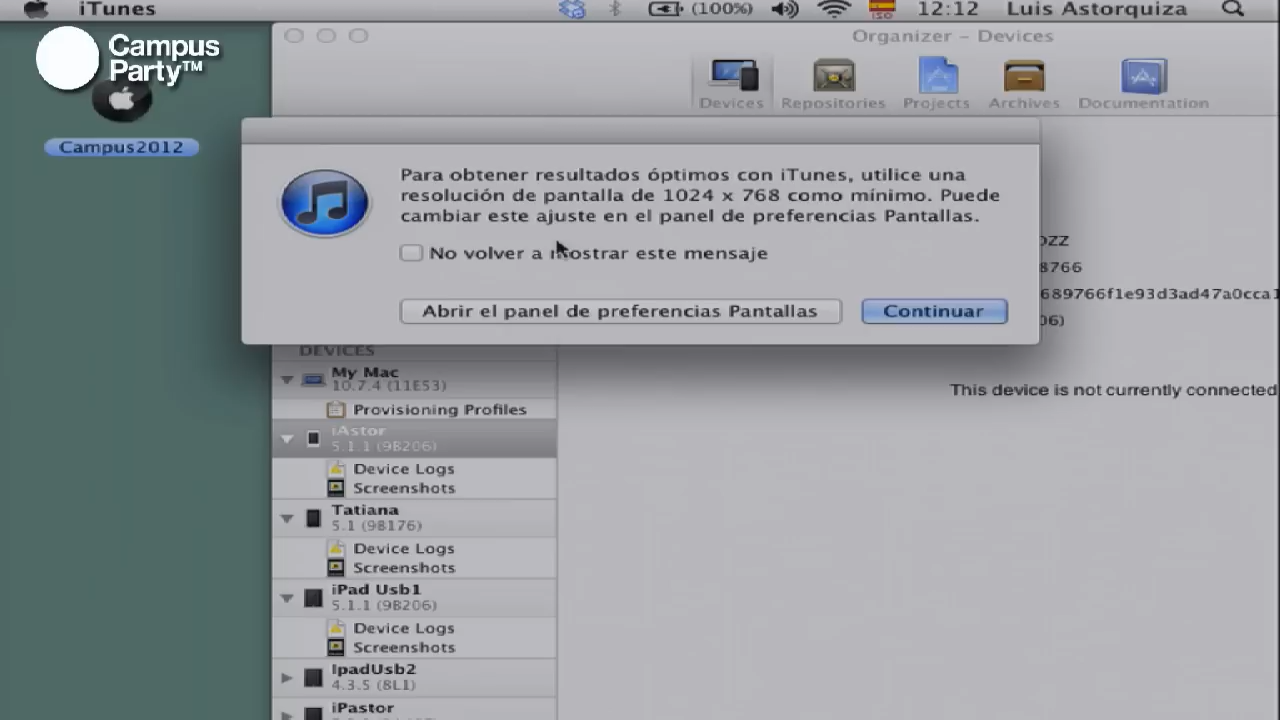 iTunes
(100%)
ISO
12:12
Luis Astorquiza
Campus
Party™
Campus2012
Organizer – Devices
Devices
Repositories
Projects
Archives
Documentation
Para obtener resultados óptimos con iTunes, utilice una
resolución de pantalla de 1024 x 768 como mínimo. Puede
cambiar este ajuste en el panel de preferencias Pantallas.
No volver a mostrar este mensaje
Abrir el panel de preferencias Pantallas
Continuar
8766
689766f1e93d3ad47a0cca1
06)
This device is not currently connected
DEVICES
My Mac
10.7.4 (11E53)
Provisioning Profiles
iAstor
5.1.1 (9B206)
Device Logs
Screenshots
Tatiana
5.1 (9B176)
Device Logs
Screenshots
iPad Usb1
5.1.1 (9B206)
Device Logs
Screenshots
IpadUsb2
4.3.5 (8L1)
iPastor